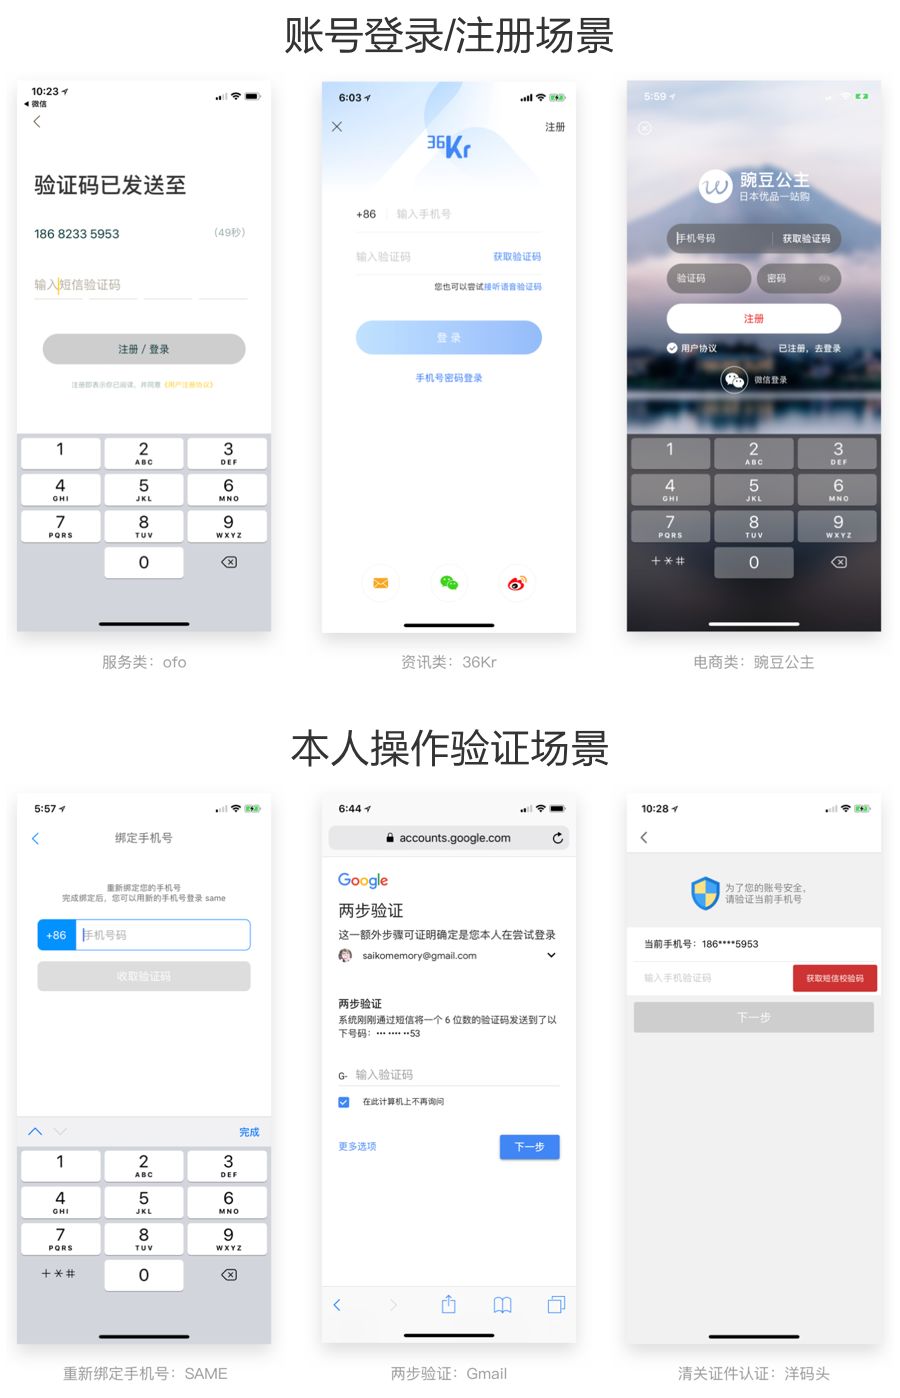 账号登录/注册场景
10:23
微信
验证码已发送至
186 8233 5953
(49秒)
输入短信验证码
注册 / 登录
注册即表示你已阅读，并同意《用户注册协议》
1
2
ABC
3
DEF
4
GHI
5
JKL
6
MNO
7
PQRS
8
TUV
9
WXYZ
0
服务类：ofo
6:03
注册
36Kr
+86
输入手机号
输入验证码
获取验证码
您也可以尝试接听语音验证码
登 录
手机号密码登录
资讯类：36Kr
5:59
豌豆公主
日本优品一站购
手机号码
获取验证码
验证码
密码
注册
用户协议
已注册，去登录
微信登录
1
2
ABC
3
DEF
4
GHI
5
JKL
6
MNO
7
PQRS
8
TUV
9
WXYZ
+*#
0
电商类：豌豆公主
本人操作验证场景
5:57
绑定手机号
重新绑定您的手机号
完成绑定后，您可以用新的手机号登录 same
+86
手机号码
收取验证码
完成
1
2
ABC
3
DEF
4
GHI
5
JKL
6
MNO
7
PQRS
8
TUV
9
WXYZ
+*#
0
重新绑定手机号：SAME
6:44
accounts.google.com
Google
两步验证
这一额外步骤可证明确定是您本人在尝试登录
saikomemory@gmail.com
两步验证
系统刚刚通过短信将一个 6 位数的验证码发送到了以
下号码：••• •••• ••53
G-
输入验证码
在此计算机上不再询问
更多选项
下一步
两步验证：Gmail
10:28
为了您的账号安全，
请验证当前手机号
当前手机号：186****5953
输入手机验证码
获取短信校验码
下一步
清关证件认证：洋码头